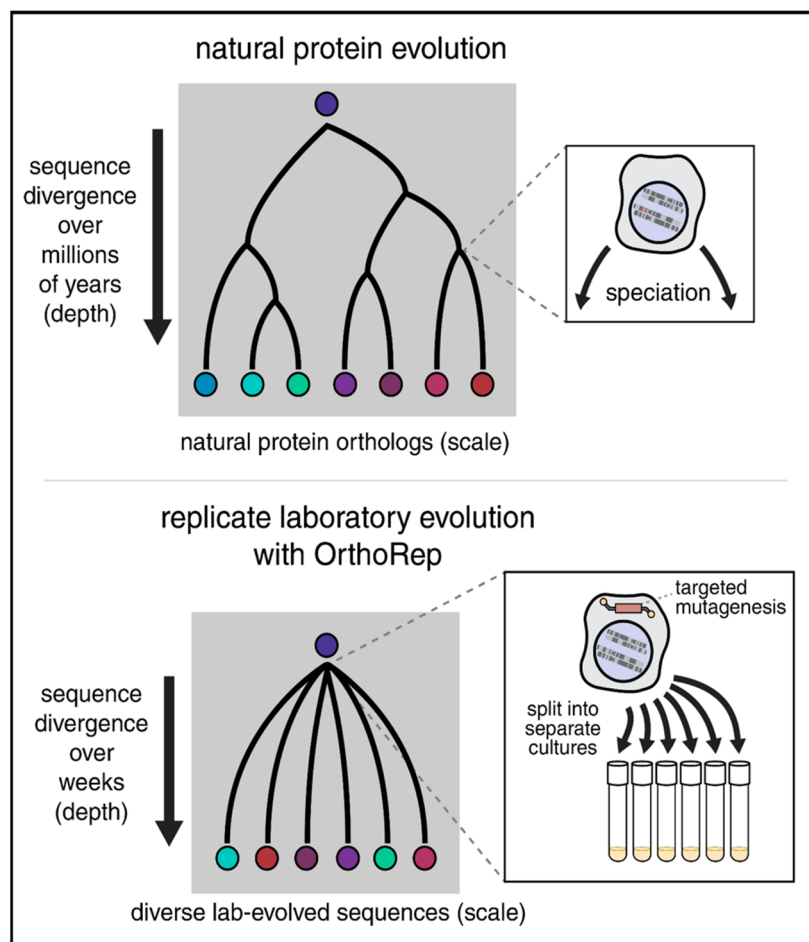 natural protein evolution
sequence
divergence
over
millions
of years
(depth)
speciation
natural protein orthologs (scale)
replicate laboratory evolution
with OrthoRep
targeted
mutagenesis
sequence
divergence
over
weeks
(depth)
split into
separate
cultures
diverse lab-evolved sequences (scale)